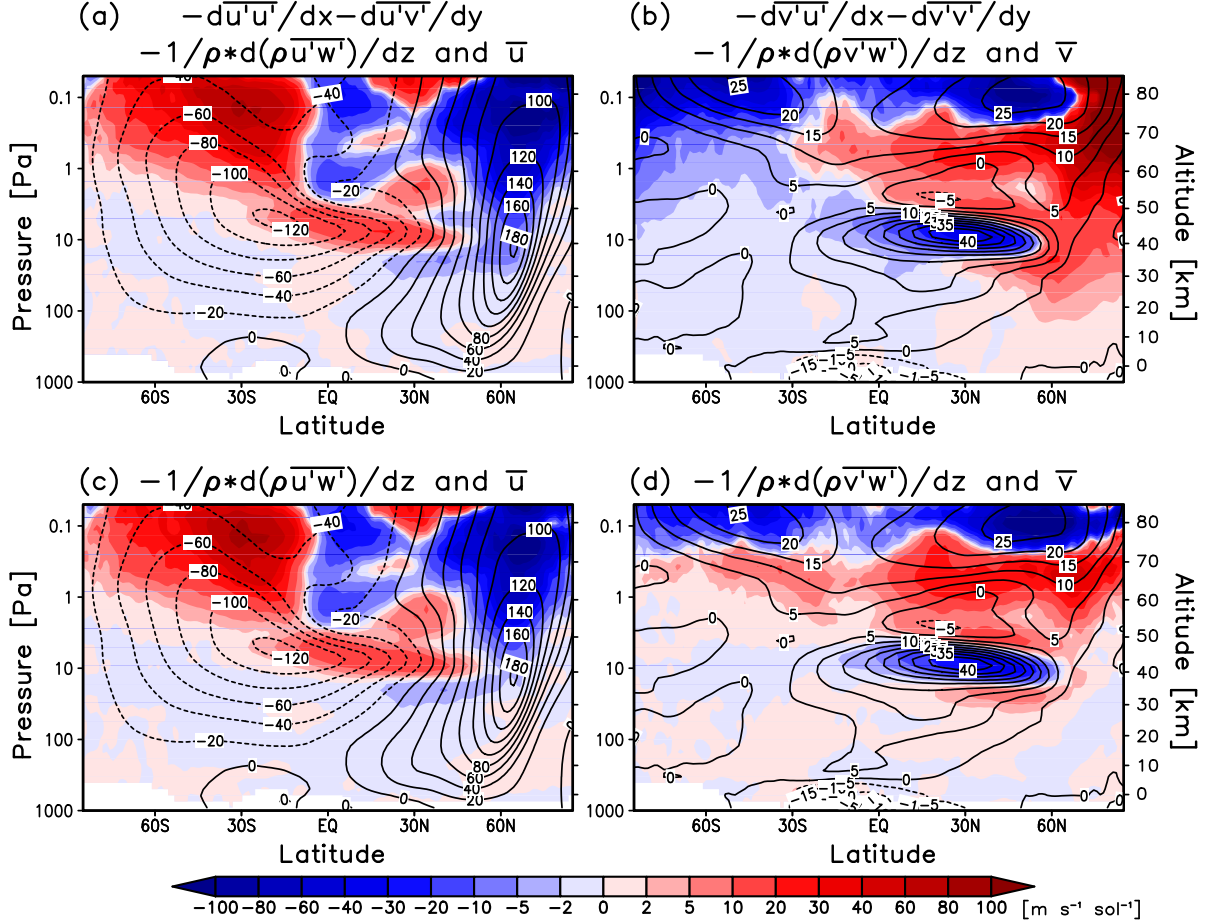 (a) −du'u'/dx−du'v'/dy
−1/ρ*d(ρu'w')/dz and u
(b) −dv'u'/dx−dv'v'/dy
−1/ρ*d(ρv'w')/dz and v
0.1
1
10
100
1000
Pressure [Pa]
60S 30S EQ 30N 60N
Latitude
−40 −40 −60 −80 −100 −20 −120 −60 −40 −20 0 0 0 0
100 120 140 160 180 80 60 40 20
60S 30S EQ 30N 60N
Latitude
25 20 15 25 20 15 10 0 0 5 −5 0 0 5 10 35 40 5 0 0 5 0 0 −15 −5 −5 0
80
70
60
50
40
30
20
10
0
Altitude [km]
(c) −1/ρ*d(ρu'w')/dz and u
(d) −1/ρ*d(ρv'w')/dz and v
0.1
1
10
100
1000
Pressure [Pa]
60S 30S EQ 30N 60N
Latitude
−40 −60 −80 −100 −20 −120 −60 −40 −20 0 0 0 0
100 120 140 160 180 80 60 40 20
60S 30S EQ 30N 60N
Latitude
25 20 15 25 20 15 10 0 0 5 −5 0 0 5 10 35 40 5 0 0 5 0 0 −15 −5 0
80
70
60
50
40
30
20
10
0
Altitude [km]
−100 −80 −60 −40 −30 −20 −10 −5 −2 0 2 5 10 20 30 40 60 80 100 [m s⁻¹ sol⁻¹]